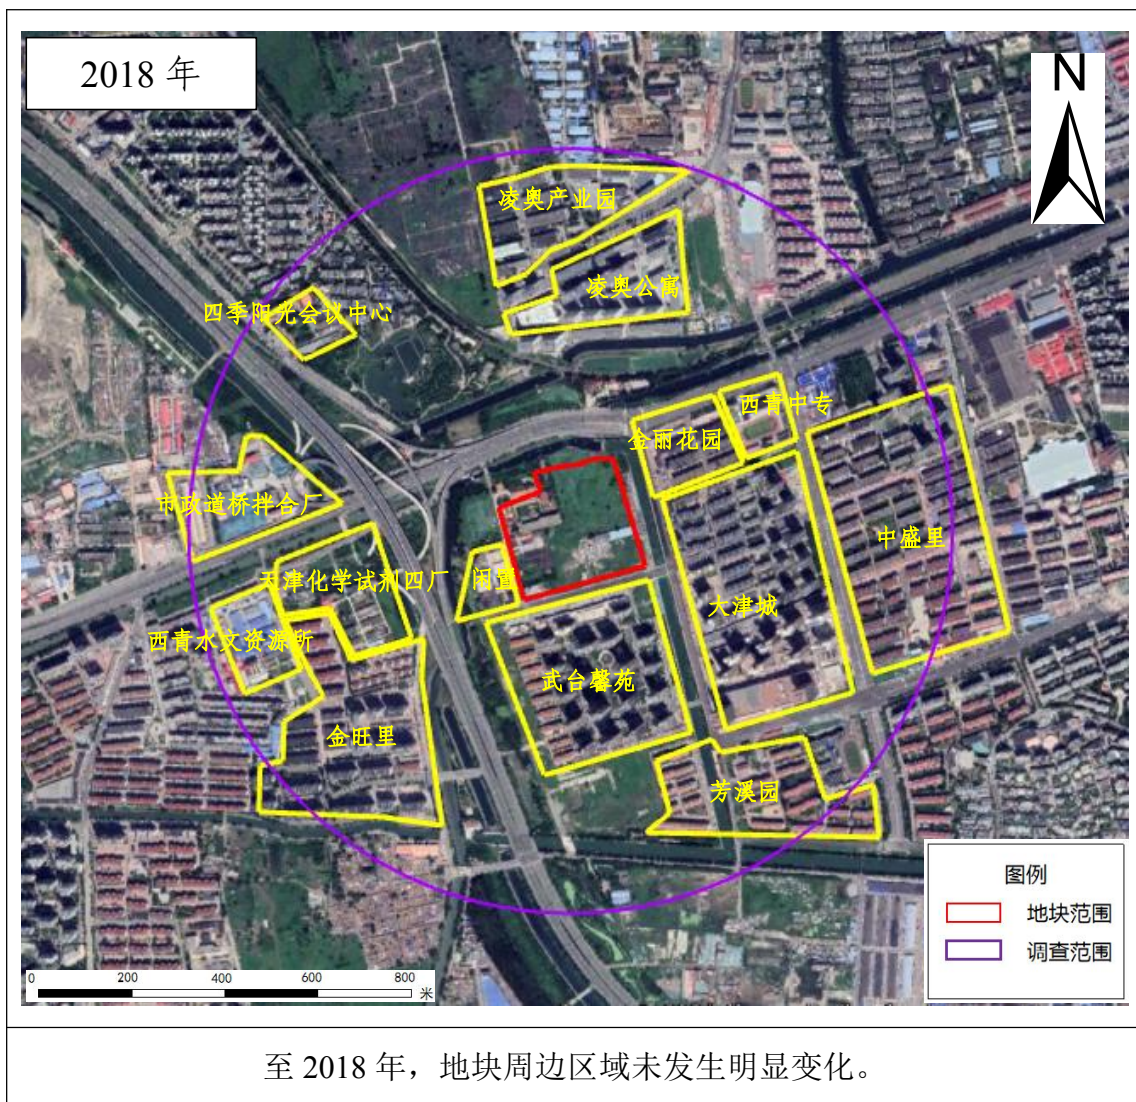 2018 年
N
凌奥产业园
凌奥公寓
四季阳光会议中心
西青中专
金丽花园
市政道桥拌合厂
中盛里
天津化学试剂四厂
闲置
大津城
西青水文资源所
武台馨苑
金旺里
芳溪园
图例
地块范围
调查范围
0 200 400 600 800
米
至 2018 年，地块周边区域未发生明显变化。